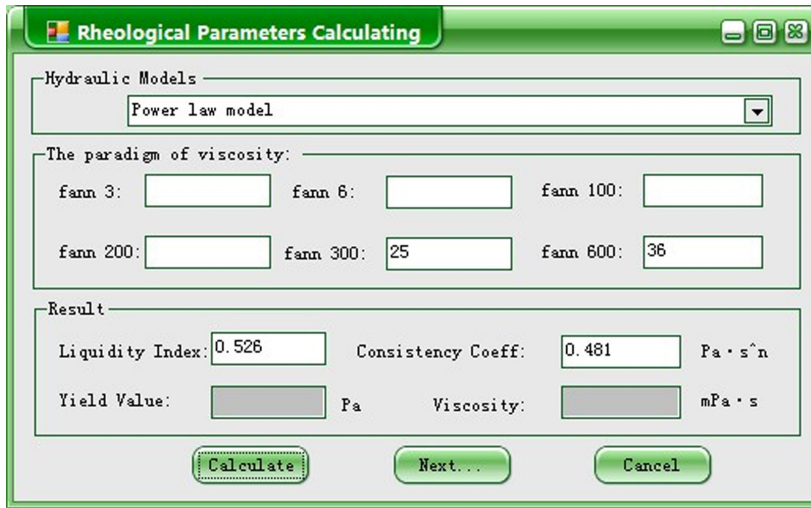 Rheological Parameters Calculating
Hydraulic Models
Power law model
The paradigm of viscosity:
fann 3: fann 6: fann 100:
fann 200: fann 300: 25 fann 600: 36
Result
Liquidity Index: 0.526 Consistency Coeff: 0.481 Pa·s^n
Yield Value: Pa Viscosity: mPa·s
Calculate Next... Cancel